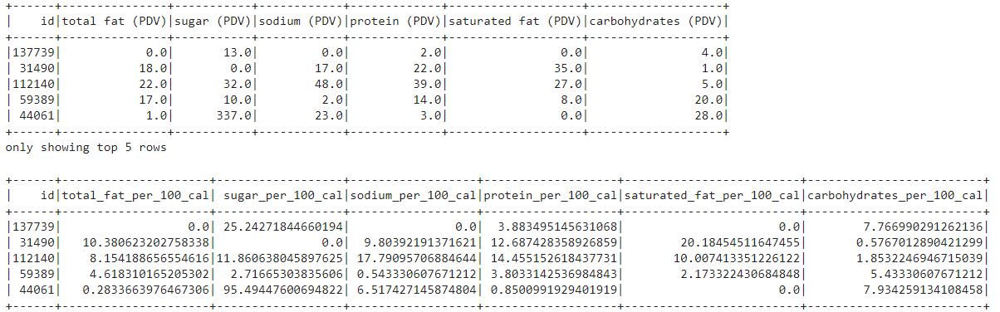 +------+---------------+-----------+------------+-------------+-------------------+-------------------+
|    id|total fat (PDV)|sugar (PDV)|sodium (PDV)|protein (PDV)|saturated fat (PDV)|carbohydrates (PDV)|
+------+---------------+-----------+------------+-------------+-------------------+-------------------+
|137739|            0.0|       13.0|         0.0|          2.0|                0.0|                4.0|
| 31490|           18.0|        0.0|        17.0|         22.0|               35.0|                1.0|
|112140|           22.0|       32.0|        48.0|         39.0|               27.0|                5.0|
| 59389|           17.0|       10.0|         2.0|         14.0|                8.0|               20.0|
| 44061|            1.0|      337.0|        23.0|          3.0|                0.0|               28.0|
+------+---------------+-----------+------------+-------------+-------------------+-------------------+
only showing top 5 rows
+------+---------------------+------------------+------------------+-------------------+-------------------------+-------------------------+
|    id|total_fat_per_100_cal| sugar_per_100_cal|sodium_per_100_cal|protein_per_100_cal|saturated_fat_per_100_cal|carbohydrates_per_100_cal|
+------+---------------------+------------------+------------------+-------------------+-------------------------+-------------------------+
|137739|                  0.0| 25.24271844660194|               0.0|  3.883495145631068|                      0.0|        7.766990291262136|
| 31490|   10.380623202758338|               0.0|  9.80392191371621| 12.687428358926859|        20.18454511647455|       0.5767012890421299|
|112140|    8.154188656554616|11.860638045897625| 17.79095706884644| 14.455152618437731|       10.007413351226122|       1.8532246946715039|
| 59389|    4.618310165205302|  2.71665303835606| 0.543330607671212| 3.8033142536984843|        2.173322430684848|         5.43330607671212|
| 44061|   0.2833663976467306| 95.49447600694822| 6.517427145874804| 0.8500991929401919|                      0.0|        7.934259134108458|
+------+---------------------+------------------+------------------+-------------------+-------------------------+-------------------------+